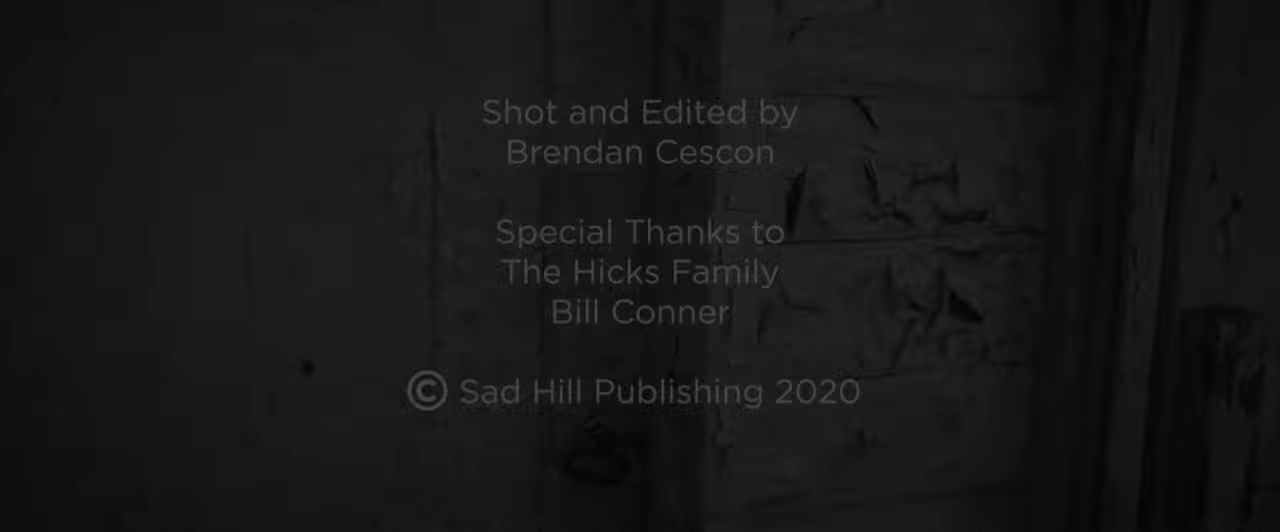 Shot and Edited by
Brendan Cescon
Special Thanks to
The Hicks Family
Bill Conner
© Sad Hill Publishing 2020